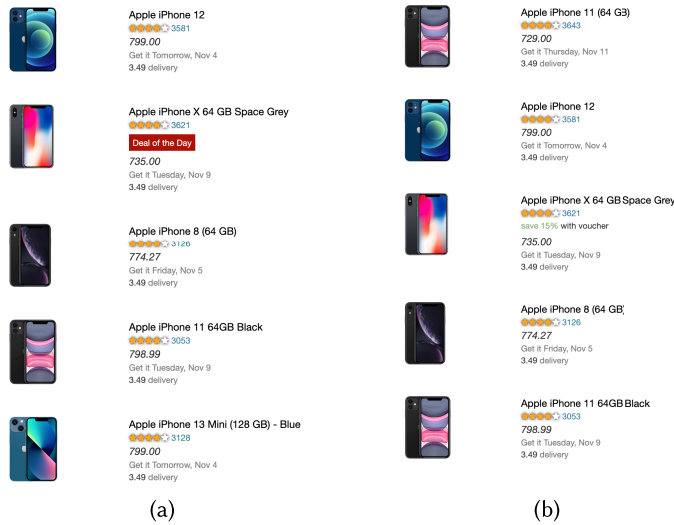 Apple iPhone 12
3581
799.00
Get it Tomorrow, Nov 4
3.49 delivery
Apple iPhone X 64 GB Space Grey
3621
Deal of the Day
735.00
Get it Tuesday, Nov 9
3.49 delivery
Apple iPhone 8 (64 GB)
3126
774.27
Get it Friday, Nov 5
3.49 delivery
Apple iPhone 11 64GB Black
3053
798.99
Get it Tuesday, Nov 9
3.49 delivery
Apple iPhone 13 Mini (128 GB) - Blue
3128
799.00
Get it Tomorrow, Nov 4
3.49 delivery
(a)
Apple iPhone 11 (64 GB)
3643
729.00
Get it Thursday, Nov 11
3.49 delivery
Apple iPhone 12
3581
799.00
Get it Tomorrow, Nov 4
3.49 delivery
Apple iPhone X 64 GB Space Grey
3621
save 15% with voucher
735.00
Get it Tuesday, Nov 9
3.49 delivery
Apple iPhone 8 (64 GB)
3126
774.27
Get it Friday, Nov 5
3.49 delivery
Apple iPhone 11 64GB Black
3053
798.99
Get it Tuesday, Nov 9
3.49 delivery
(b)